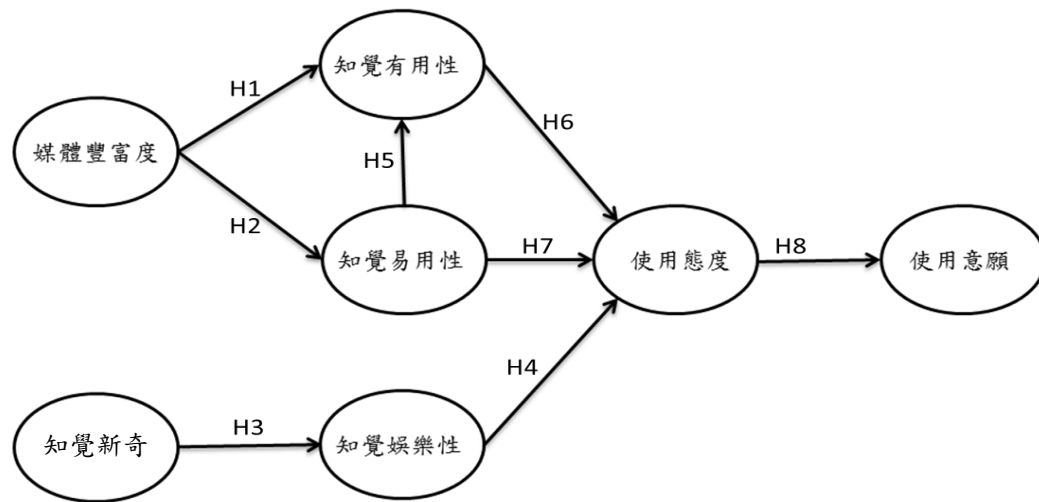 知覺有用性
H1
H6
媒體豐富度
H5
H2
知覺易用性
H7
使用態度
H8
使用意願
H4
知覺新奇
H3
知覺娛樂性